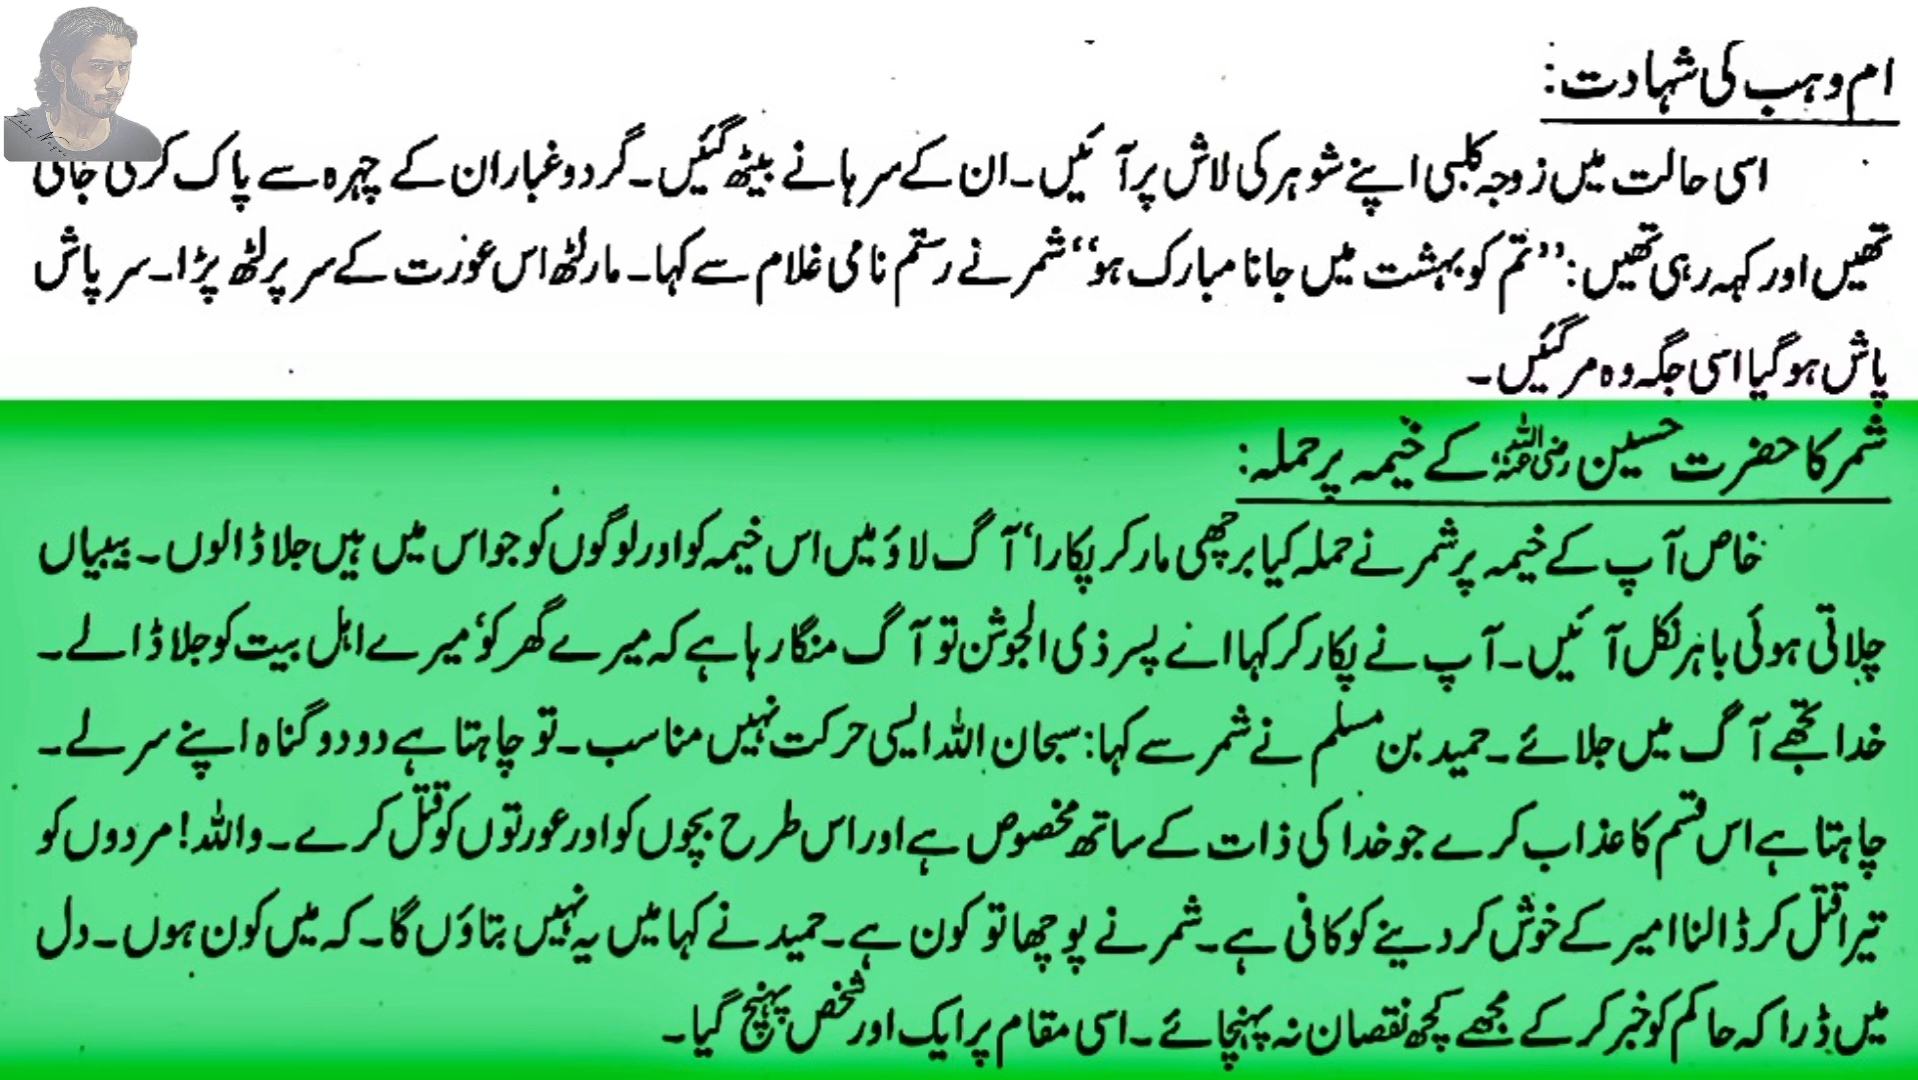 ام وہب کی شہادت:
اسی حالت میں زوجہ کلبی اپنے شوہر کی لاش پر آئیں۔ ان کے سرہانے بیٹھ گئیں۔ گرد و غبار ان کے چہرہ سے پاک کرتی جاتی
تھیں اور کہہ رہی تھیں: ’’تم کو بہشت میں جانا مبارک ہو‘‘ شمر نے رستم نامی غلام سے کہا۔ مار لٹھ اس عورت کے سر پر لٹھ پڑا۔ سر پاش
پاش ہو گیا اسی جگہ وہ مر گئیں۔
شمر کا حضرت حسین رضی اللہ عنہ کے خیمہ پر حملہ:
خاص آپ کے خیمہ پر شمر نے حملہ کیا برچھی مار کر پکارا‘ آگ لاؤ میں اس خیمہ کو اور لوگوں کو جو اس میں ہیں جلا ڈالوں۔ بیبیاں
چلاتی ہوئی باہر نکل آئیں۔ آپ نے پکار کر کہا اے پسر ذی الجوشن تو آگ منگا رہا ہے کہ میرے گھر کو‘ میرے اہل بیت کو جلا ڈالے۔
خدا تجھے آگ میں جلائے۔ حمید بن مسلم نے شمر سے کہا: سبحان اللہ ایسی حرکت نہیں مناسب۔ تو چاہتا ہے دو دو گناہ اپنے سر لے۔
چاہتا ہے اس قسم کا عذاب کرے جو خدا کی ذات کے ساتھ مخصوص ہے اور اس طرح بچوں کو اور عورتوں کو قتل کرے۔ واللہ! مردوں کو
تیرا قتل کر ڈالنا امیر کے خوش کر دینے کو کافی ہے۔ شمر نے پوچھا تو کون ہے۔ حمید نے کہا میں یہ نہیں بتاؤں گا۔ کہ میں کون ہوں۔ دل
میں ڈرا کہ حاکم کو خبر کر کے مجھے کچھ نقصان نہ پہنچائے۔ اسی مقام پر ایک اور شخص پہنچ گیا۔